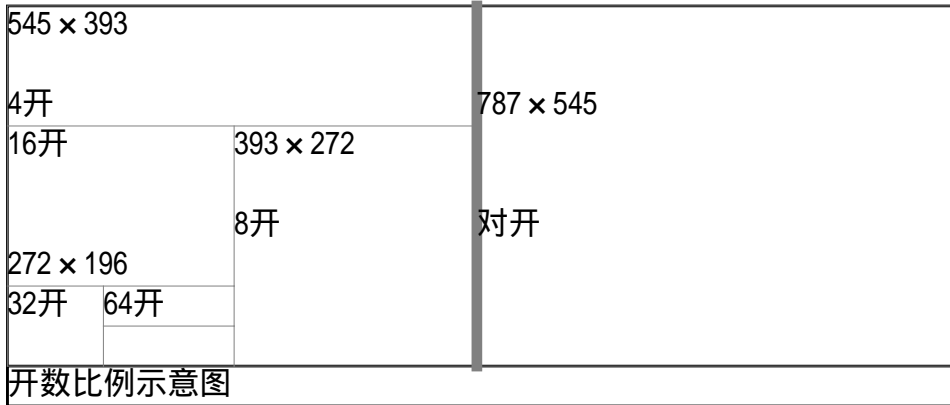 545 × 393
4开
787 × 545
16开
393 × 272
8开
对开
272 × 196
32开
64开
开数比例示意图